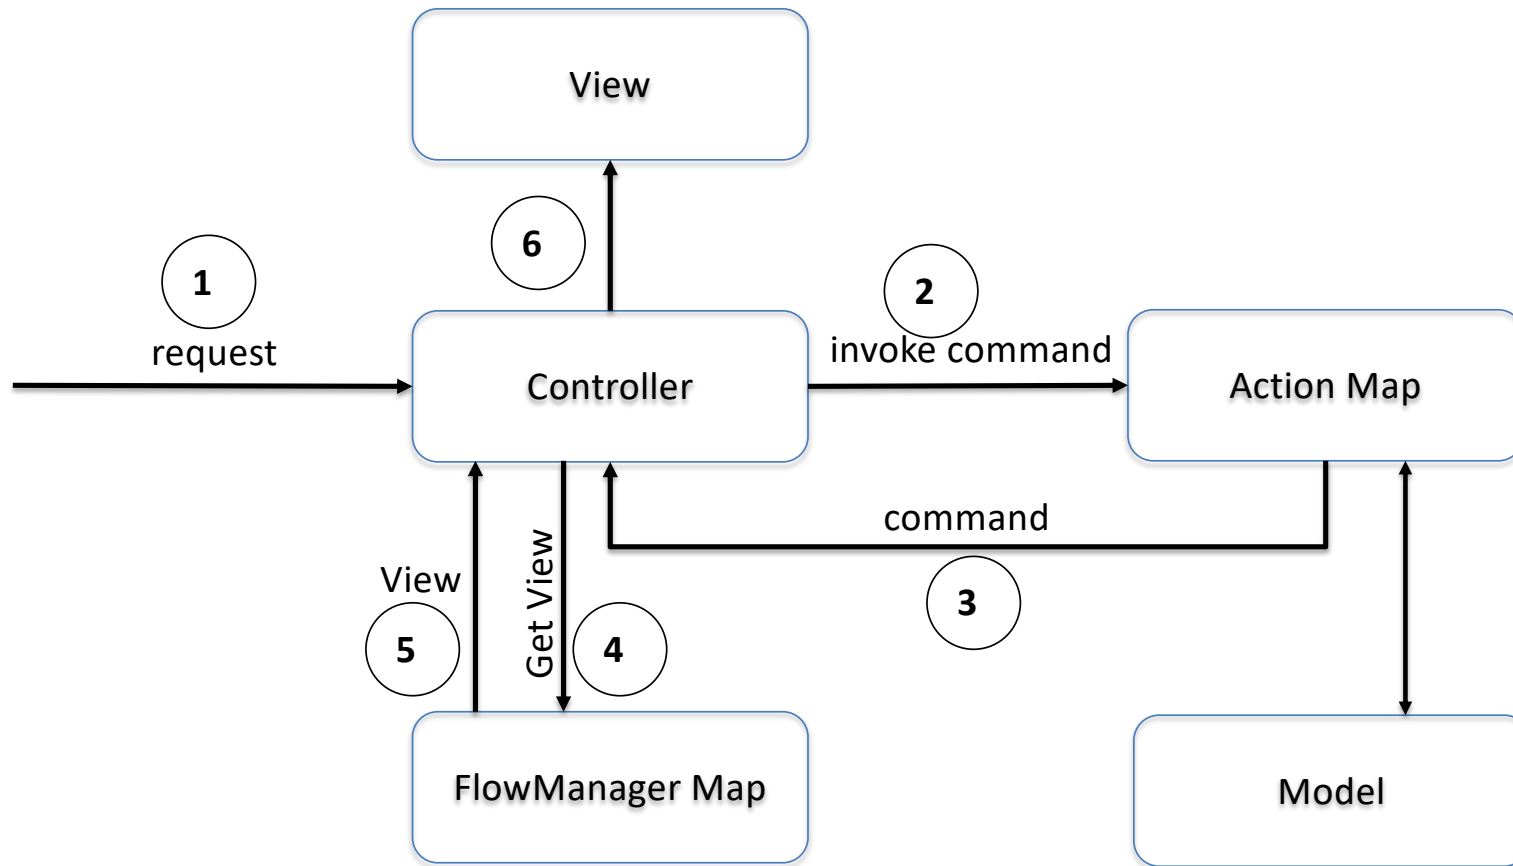 View
6
1
2
request
invoke command
Controller
Action Map
command
3
View
Get View
5
4
FlowManager Map
Model